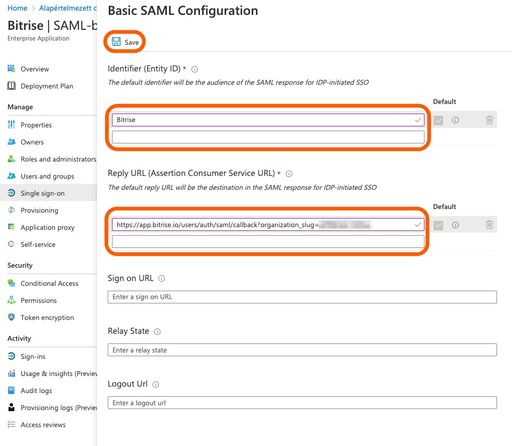 Home > Alapértelmezett c
Bitrise | SAML-b
Enterprise Application
Overview
Deployment Plan
Manage
Properties
Owners
Roles and administrators
Users and groups
Single sign-on
Provisioning
Application proxy
Self-service
Security
Conditional Access
Permissions
Token encryption
Activity
Sign-ins
Usage & insights (Preview
Audit logs
Provisioning logs (Preview
Access reviews
Basic SAML Configuration
Save
Identifier (Entity ID) *
The default identifier will be the audience of the SAML response for IDP-initiated SSO
Default
Bitrise
Reply URL (Assertion Consumer Service URL) *
The default reply URL will be the destination in the SAML response for IDP-initiated SSO
Default
https://app.bitrise.io/users/auth/saml/callback?organization_slug=
Sign on URL
Enter a sign on URL
Relay State
Enter a relay state
Logout Url
Enter a logout url